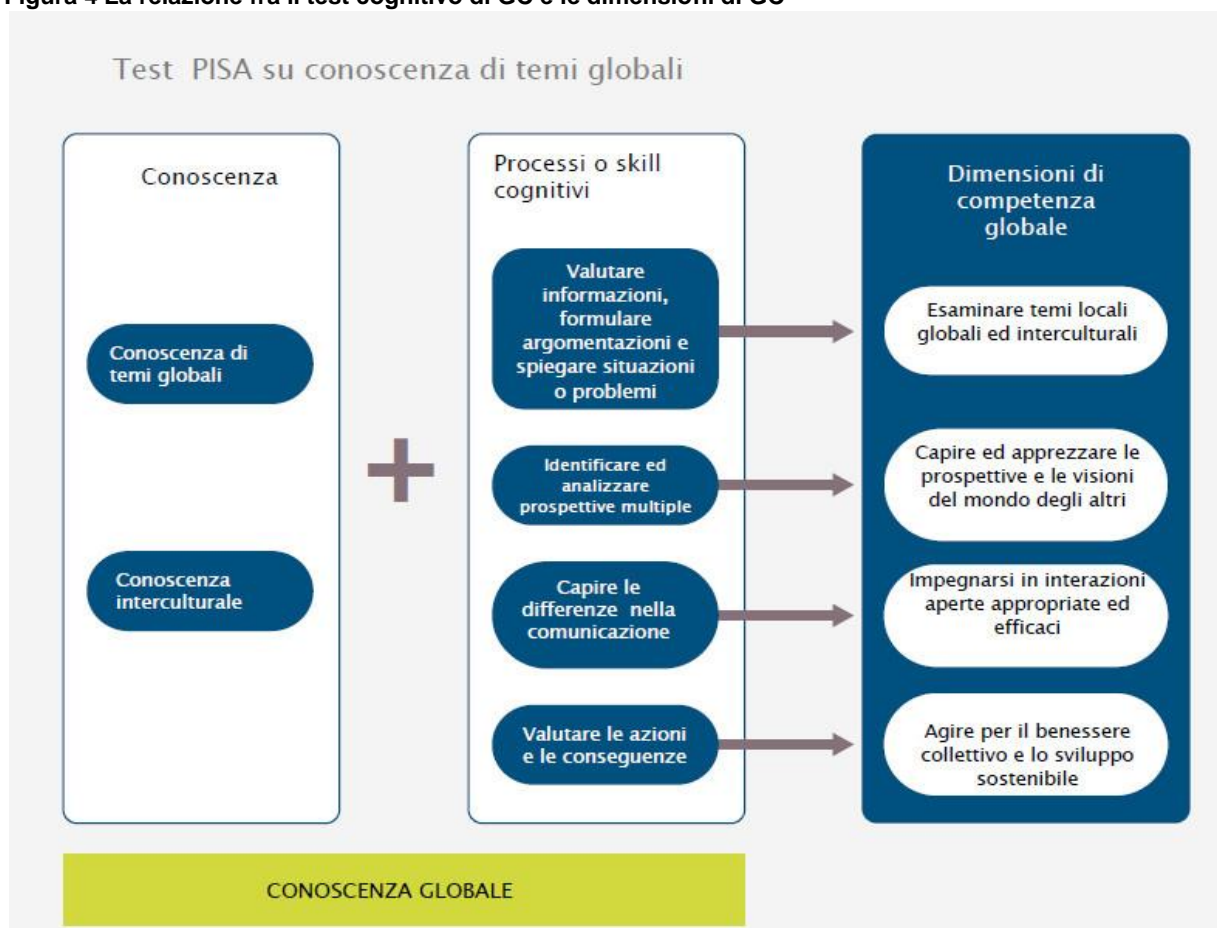 Figura 4 La relazione fra il test cognitivo di GC e le dimensioni di GC
Test PISA su conoscenza di temi globali
Conoscenza
Conoscenza di
temi globali
Conoscenza
interculturale
Processi o skill
cognitivi
Valutare
informazioni,
formulare
argomentazioni e
spiegare situazioni
o problemi
Identificare ed
analizzare
prospettive multiple
Capire le
differenze nella
comunicazione
Valutare le azioni
e le conseguenze
Dimensioni di
competenza
globale
Esaminare temi locali
globali ed interculturali
Capire ed apprezzare le
prospettive e le visioni
del mondo degli altri
Impegnarsi in interazioni
aperte appropriate ed
efficaci
Agire per il benessere
collettivo e lo sviluppo
sostenibile
CONOSCENZA GLOBALE